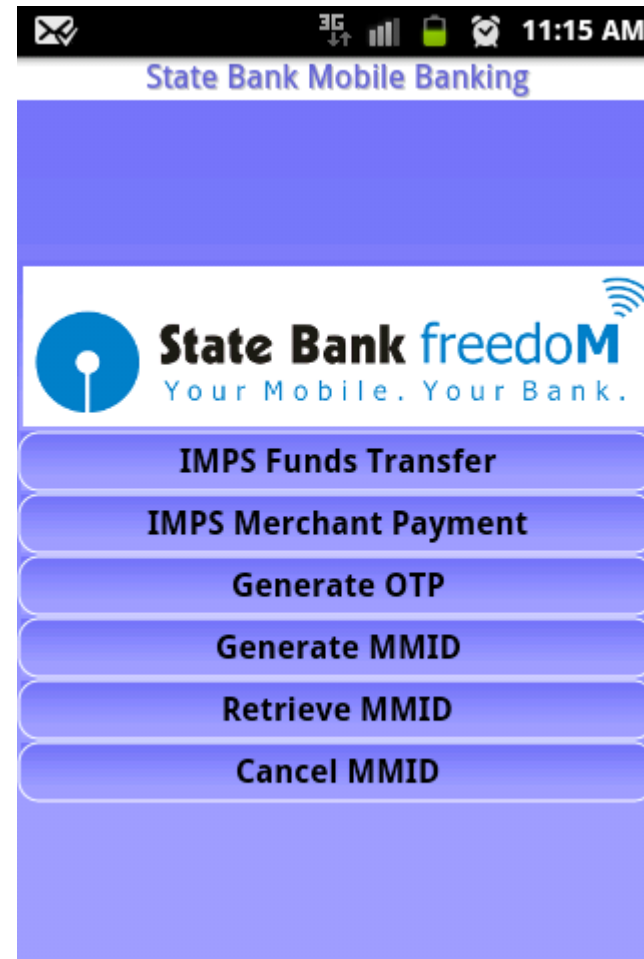 3G 11:15 AM
State Bank Mobile Banking
State Bank freedoM
Your Mobile. Your Bank.
IMPS Funds Transfer
IMPS Merchant Payment
Generate OTP
Generate MMID
Retrieve MMID
Cancel MMID